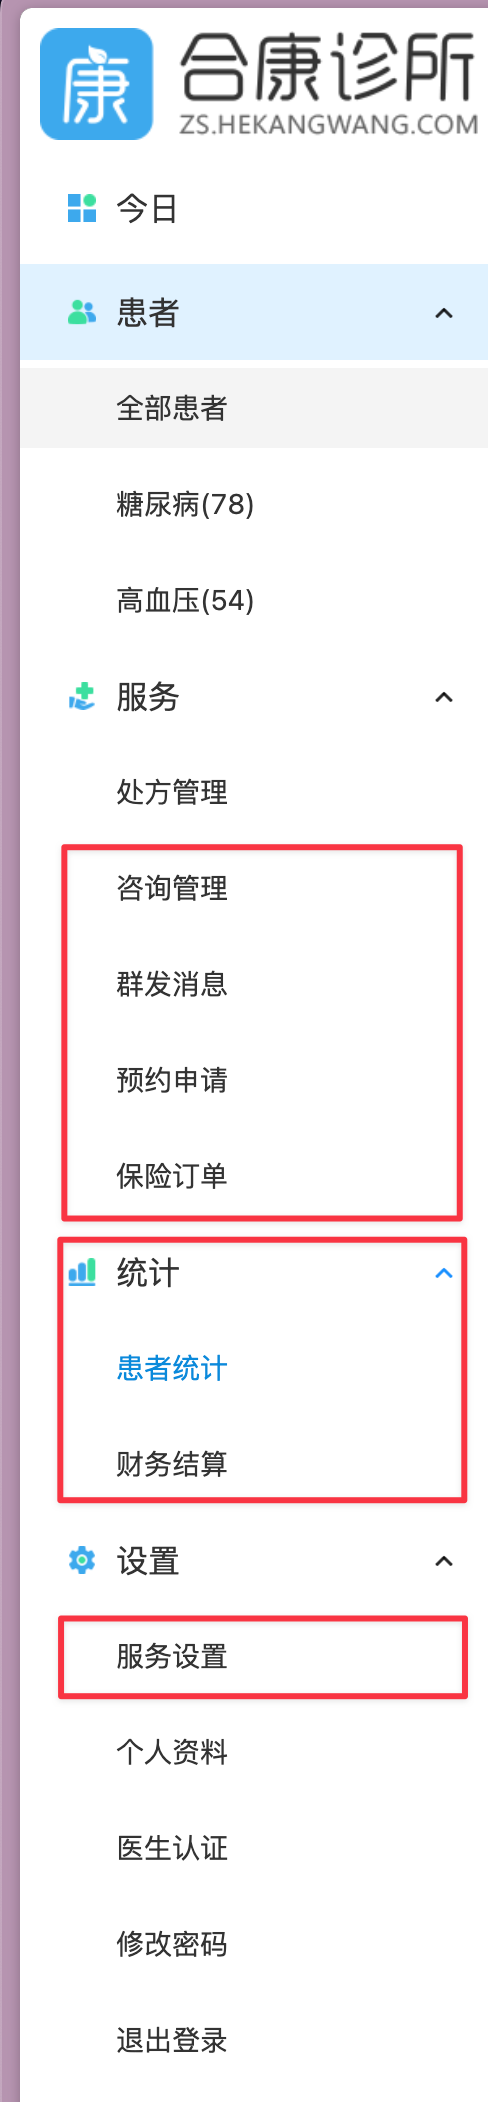 康
合康诊所
ZS.HEKANGWANG.COM
今日
患者
全部患者
糖尿病(78)
高血压(54)
服务
处方管理
咨询管理
群发消息
预约申请
保险订单
统计
患者统计
财务结算
设置
服务设置
个人资料
医生认证
修改密码
退出登录